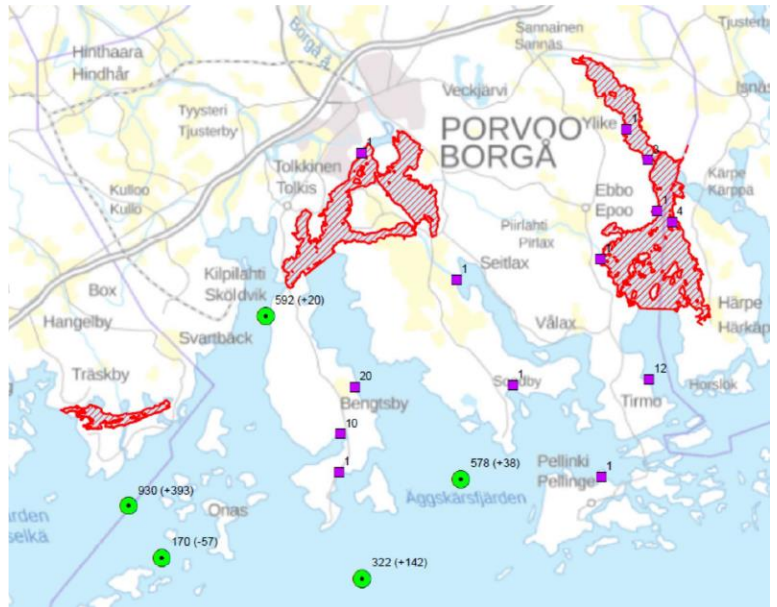 Sannainen
Sannäs
Tjusterby
Borgå Å
Hinthaara
Hindhår
Veckjärvi
Isnäs
Tyysteri
Tjusterby
PORVOO
BORGÅ
Ylike
1
1
3
Tolkkinen
Tolkis
Kärpe
Kärppä
Kulloo
Kullo
Ebbo
Epoo
1
4
Piirlahti
Pirlax
1
Seitlax
Kilpilahti
Sköldvik
1
Box
592 (+20)
Härpe
Härkäp
Hangelby
Svartbäck
Vålax
Träskby
20
1
12
Sondby
Horslök
Bengtsby
Tirmo
10
1
578 (+38)
Pellinki
Pellinge
1
930 (+393)
Äggskärsfjärden
Onas
ärden
selkä
170 (-57)
322 (+142)